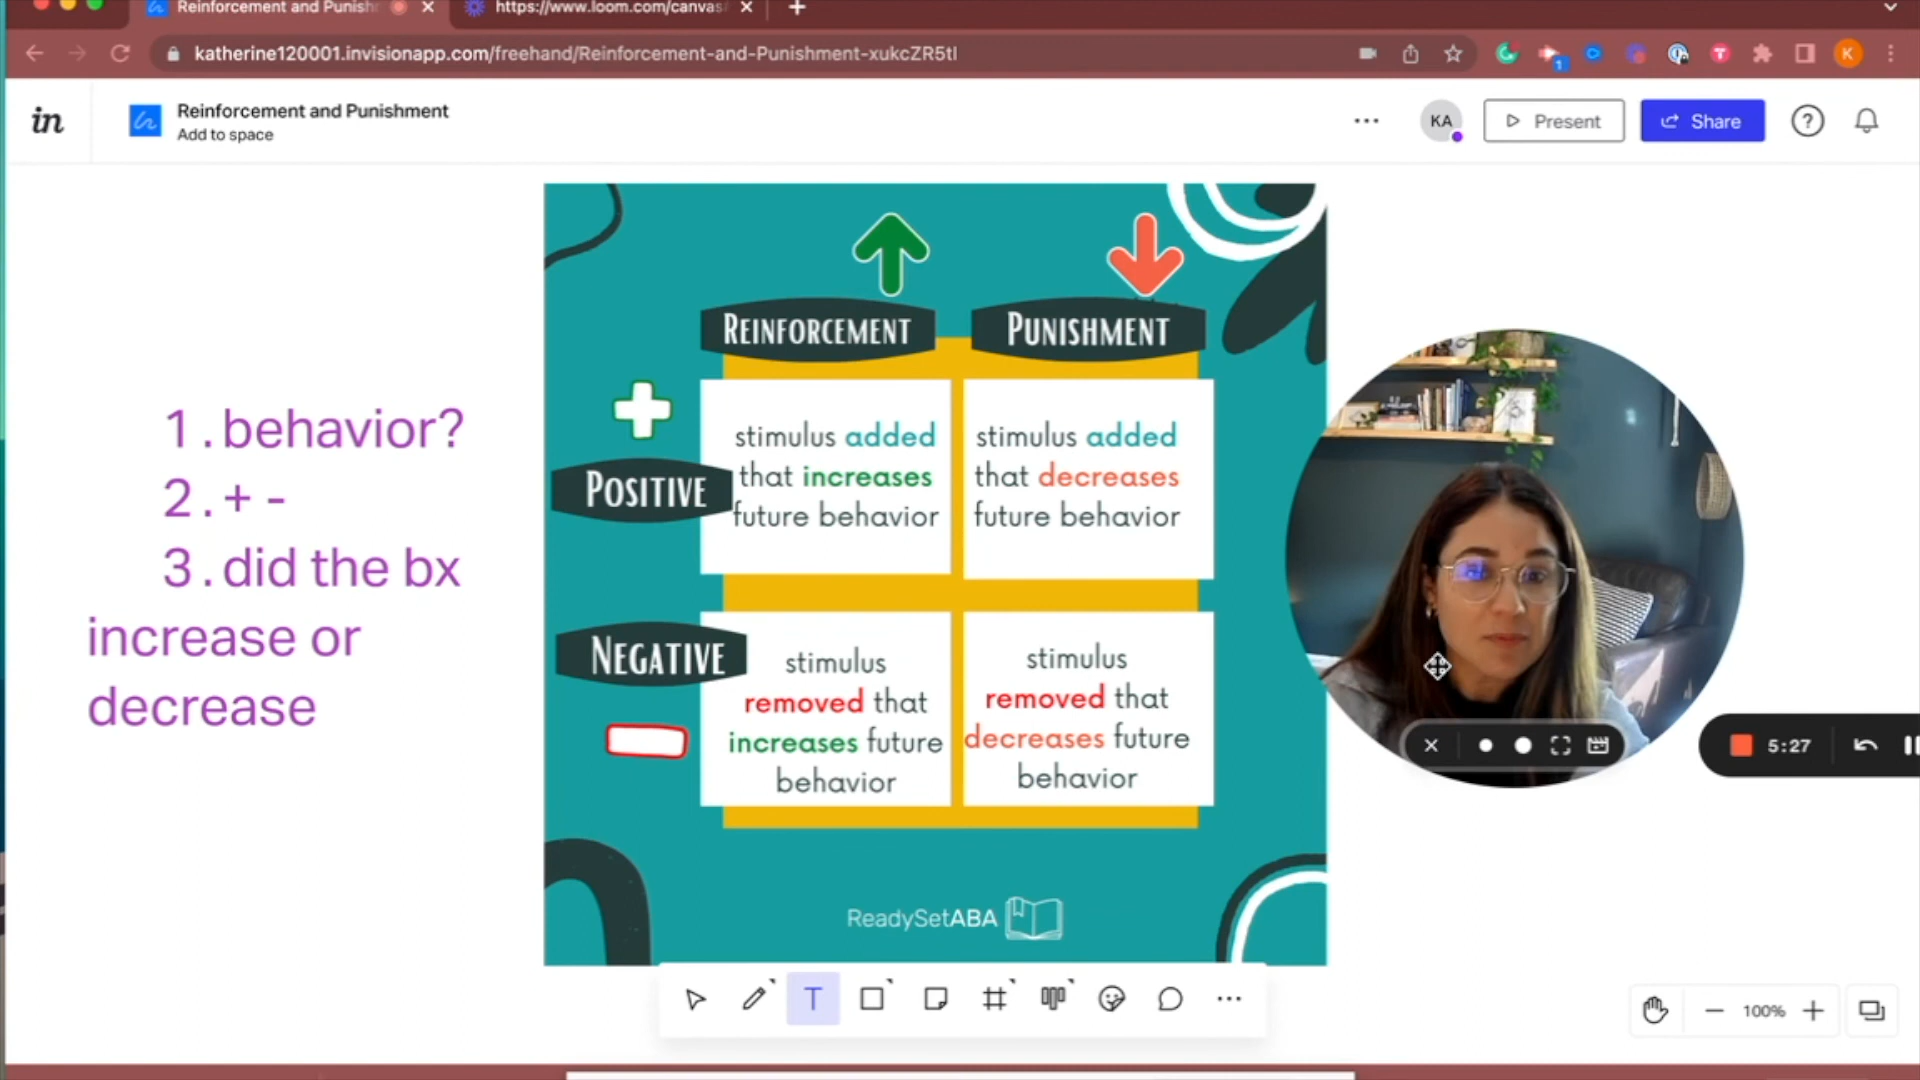 Reinforcement and Punish
https://www.loom.com/canvas
katherine120001.invisionapp.com/freehand/Reinforcement-and-Punishment-xukcZR5tI
1
K
in
Reinforcement and Punishment
Add to space
KA
Present
Share
?
REINFORCEMENT
PUNISHMENT
POSITIVE
stimulus added
that increases
future behavior
stimulus added
that decreases
future behavior
NEGATIVE
stimulus
removed that
increases future
behavior
stimulus
removed that
decreases future
behavior
1. behavior?
2. + -
3. did the bx
increase or
decrease
ReadySetABA
5:27
T
100%